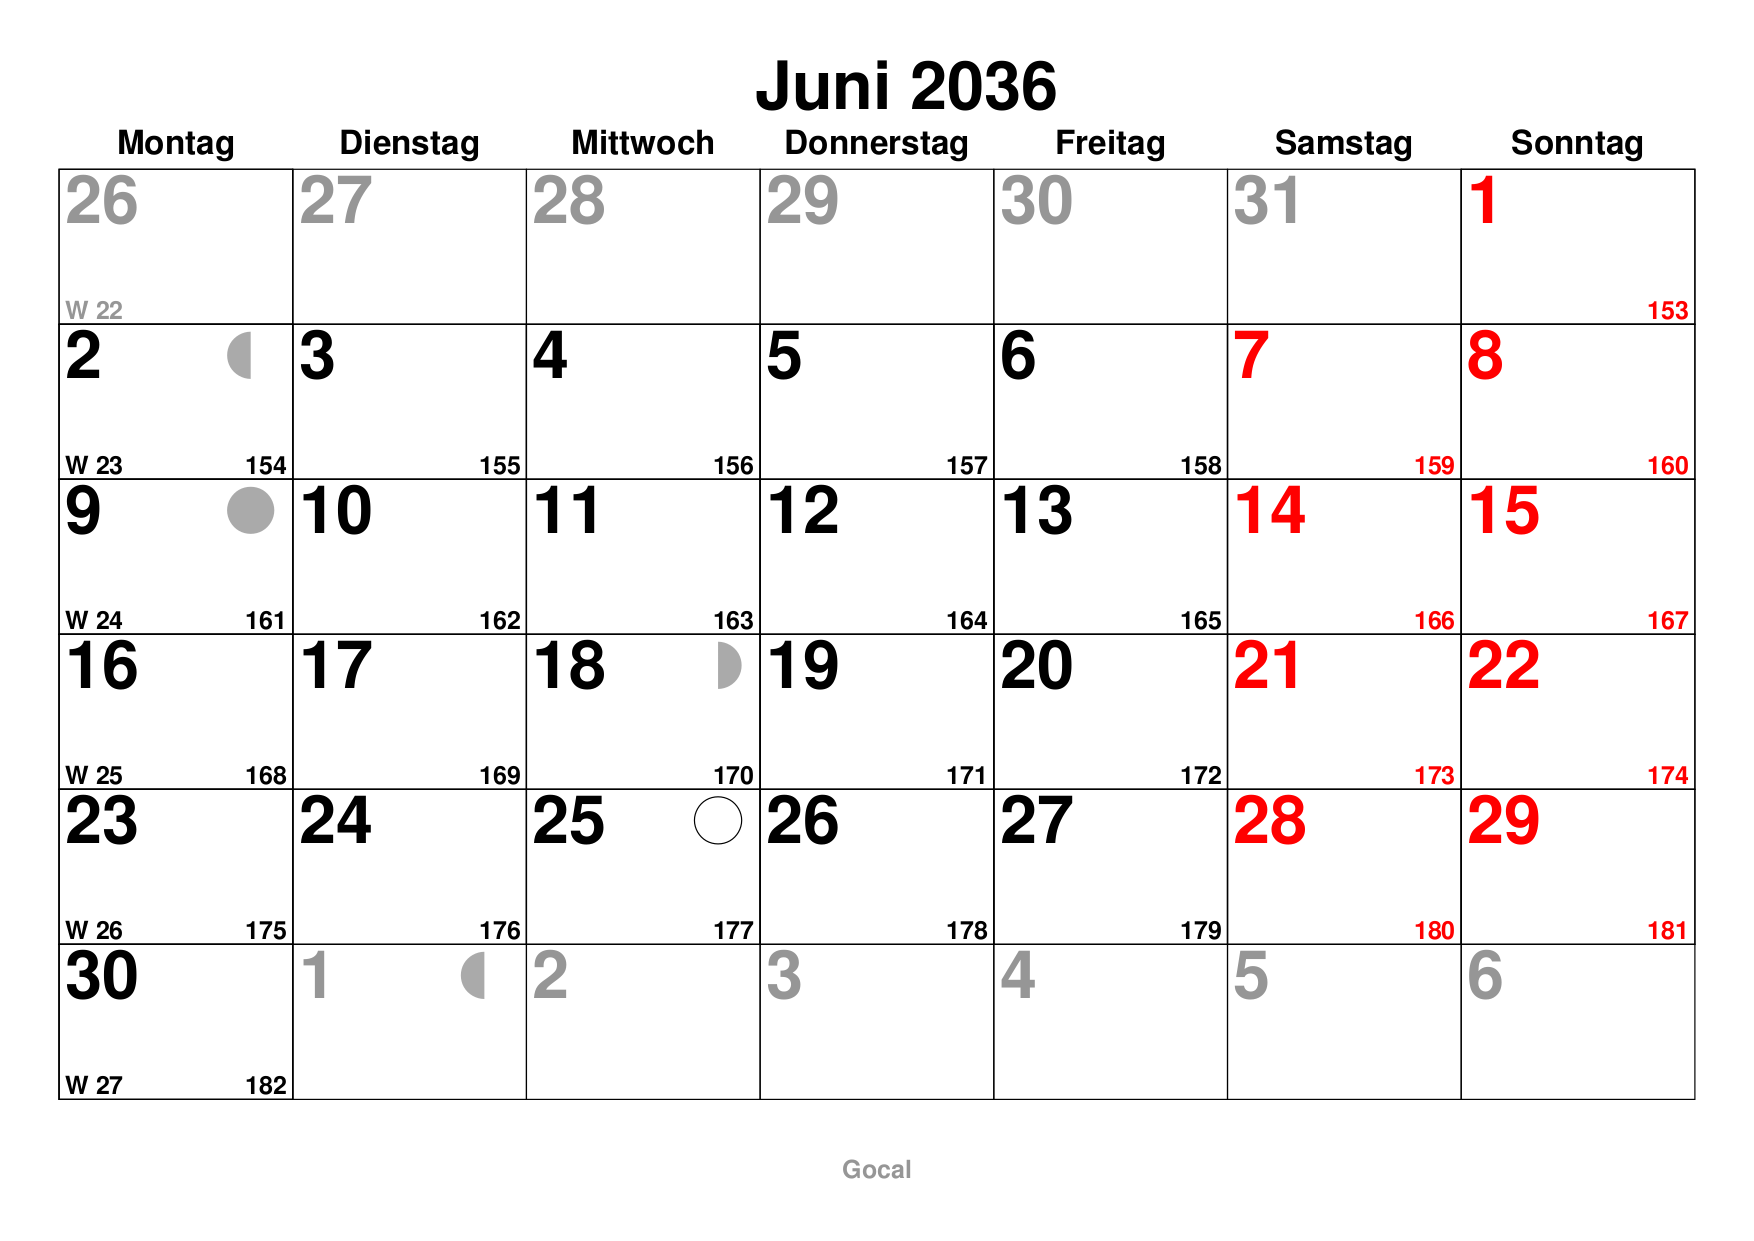 Juni 2036
Montag Dienstag Mittwoch Donnerstag Freitag Samstag Sonntag
26 27 28 29 30 31 1
W 22 153
2 3 4 5 6 7 8
W 23 154 155 156 157 158 159 160
9 10 11 12 13 14 15
W 24 161 162 163 164 165 166 167
16 17 18 19 20 21 22
W 25 168 169 170 171 172 173 174
23 24 25 26 27 28 29
W 26 175 176 177 178 179 180 181
30 1 2 3 4 5 6
W 27 182
Gocal